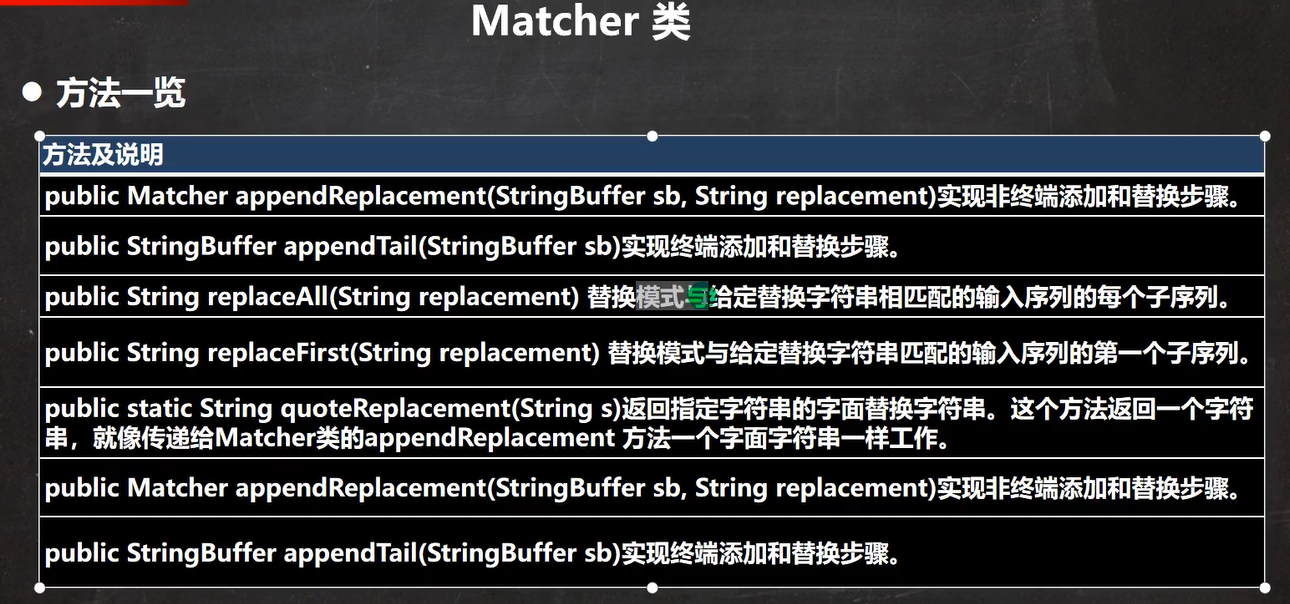 Matcher 类
方法一览
方法及说明
public Matcher appendReplacement(StringBuffer sb, String replacement)实现非终端添加和替换步骤。
public StringBuffer appendTail(StringBuffer sb)实现终端添加和替换步骤。
public String replaceAll(String replacement) 替换模式与给定替换字符串相匹配的输入序列的每个子序列。
public String replaceFirst(String replacement) 替换模式与给定替换字符串匹配的输入序列的第一个子序列。
public static String quoteReplacement(String s)返回指定字符串的字面替换字符串。这个方法返回一个字符
串，就像传递给Matcher类的appendReplacement 方法一个字面字符串一样工作。
public Matcher appendReplacement(StringBuffer sb, String replacement)实现非终端添加和替换步骤。
public StringBuffer appendTail(StringBuffer sb)实现终端添加和替换步骤。